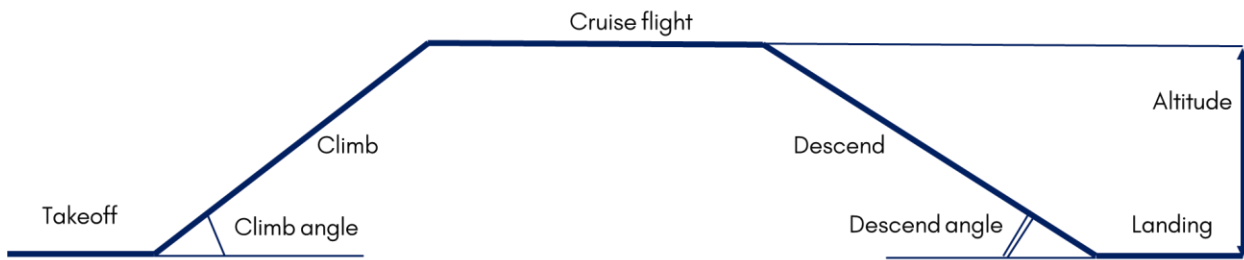 Cruise flight
Altitude
Climb
Descend
Takeoff
Climb angle
Descend angle
Landing